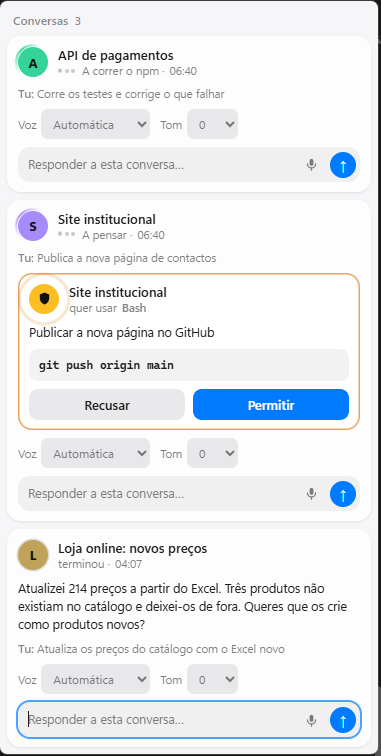 Conversas 3
A
API de pagamentos
A correr o npm · 06:40
Tu: Corre os testes e corrige o que falhar
Voz Automática Tom 0
Responder a esta conversa...
S
Site institucional
A pensar · 06:40
Tu: Publica a nova página de contactos
Site institucional
quer usar Bash
Publicar a nova página no GitHub
git push origin main
Recusar Permitir
Voz Automática Tom 0
Responder a esta conversa...
L
Loja online: novos preços
terminou · 04:07
Atualizei 214 preços a partir do Excel. Três produtos não
existiam no catálogo e deixei-os de fora. Queres que os crie
como produtos novos?
Tu: Atualiza os preços do catálogo com o Excel novo
Voz Automática Tom 0
Responder a esta conversa...